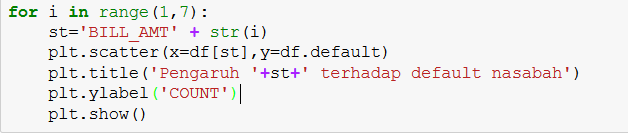 for i in range(1,7):
    st='BILL_AMT' + str(i)
    plt.scatter(x=df[st],y=df.default)
    plt.title('Pengaruh '+st+' terhadap default nasabah')
    plt.ylabel('COUNT')
    plt.show()